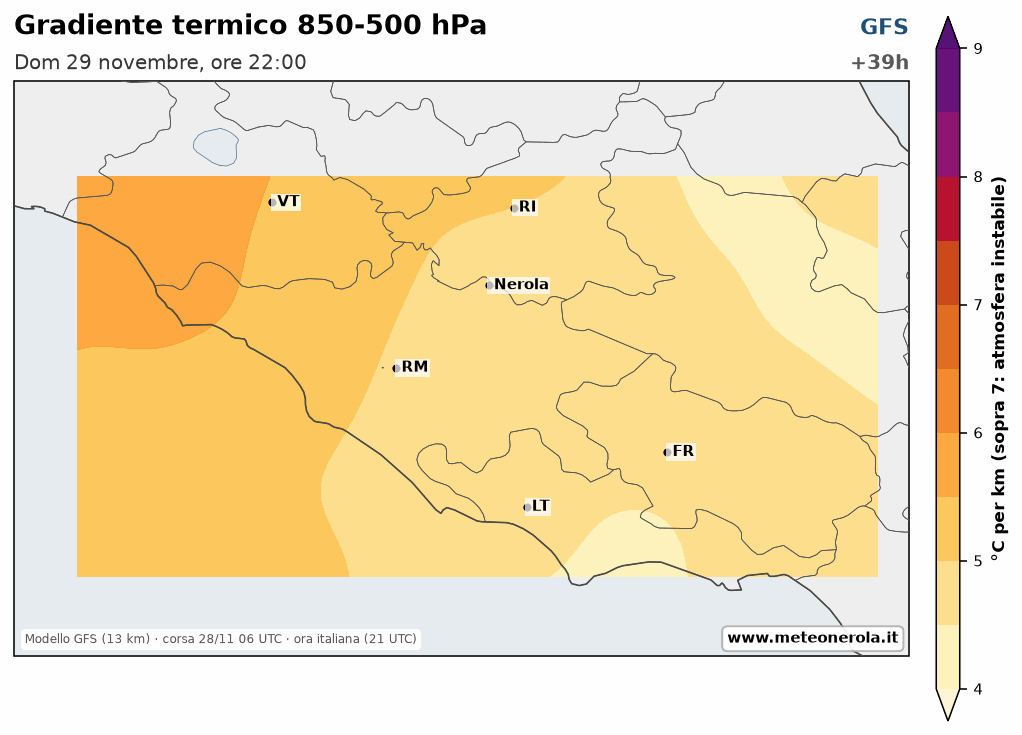 Gradiente termico 850-500 hPa
GFS
Dom 29 novembre, ore 22:00
+39h
VT
RI
Nerola
RM
FR
LT
Modello GFS (13 km) · corsa 28/11 06 UTC · ora italiana (21 UTC)
www.meteonerola.it
9
8
7
6
5
4
°C per km (sopra 7: atmosfera instabile)